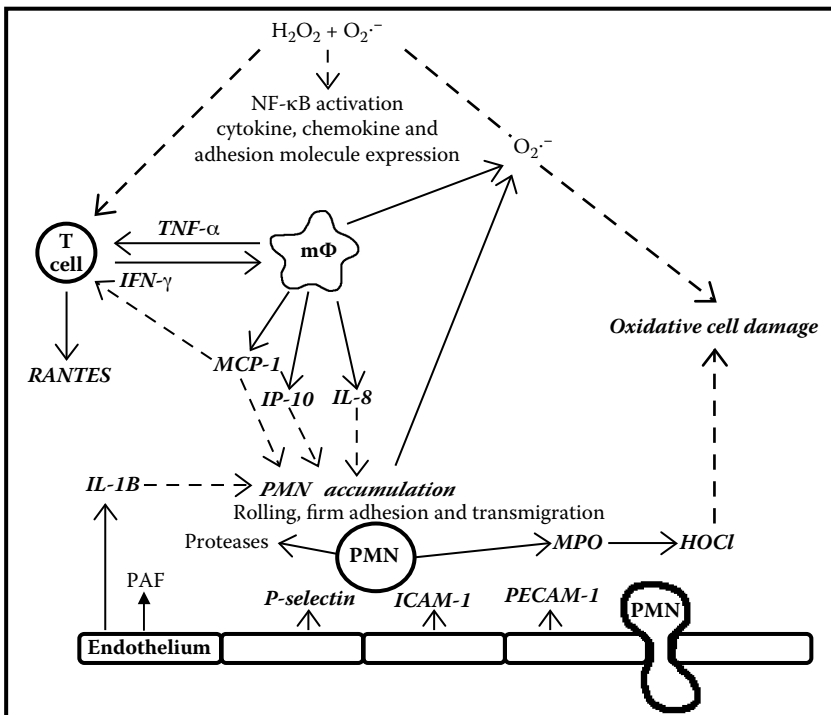 H₂O₂ + O₂·⁻
NF-κB activation
cytokine, chemokine and
adhesion molecule expression
O₂·⁻
T
cell
TNF-α
mΦ
IFN-γ
Oxidative cell damage
MCP-1
RANTES
IP-10
IL-8
IL-1B
PMN accumulation
Rolling, firm adhesion and transmigration
Proteases
PMN
MPO
HOCl
PAF
P-selectin
ICAM-1
PECAM-1
PMN
Endothelium